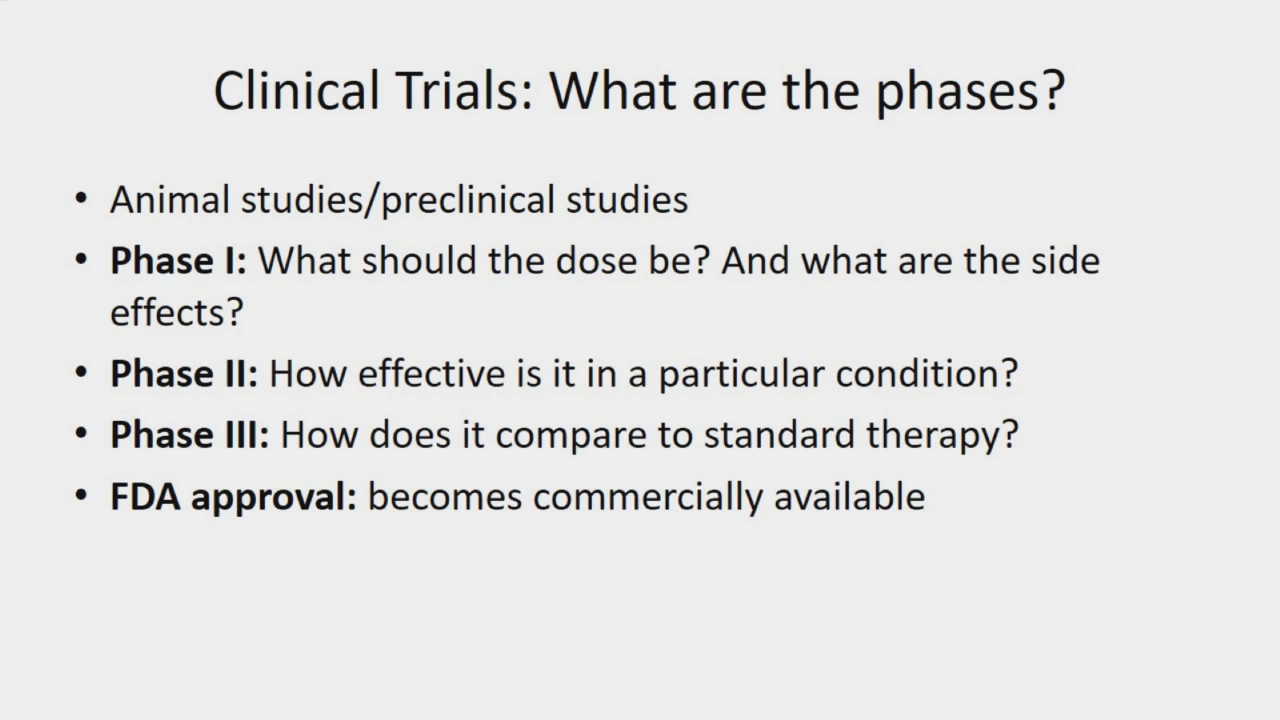 Clinical Trials: What are the phases?
• Animal studies/preclinical studies
• Phase I: What should the dose be? And what are the side
effects?
• Phase II: How effective is it in a particular condition?
• Phase III: How does it compare to standard therapy?
• FDA approval: becomes commercially available